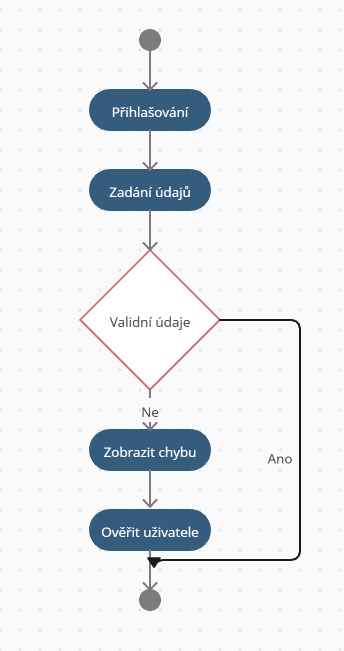 Přihlašování
Zadání údajů
Validní údaje
Ne
Zobrazit chybu
Ano
Ověřit uživatele